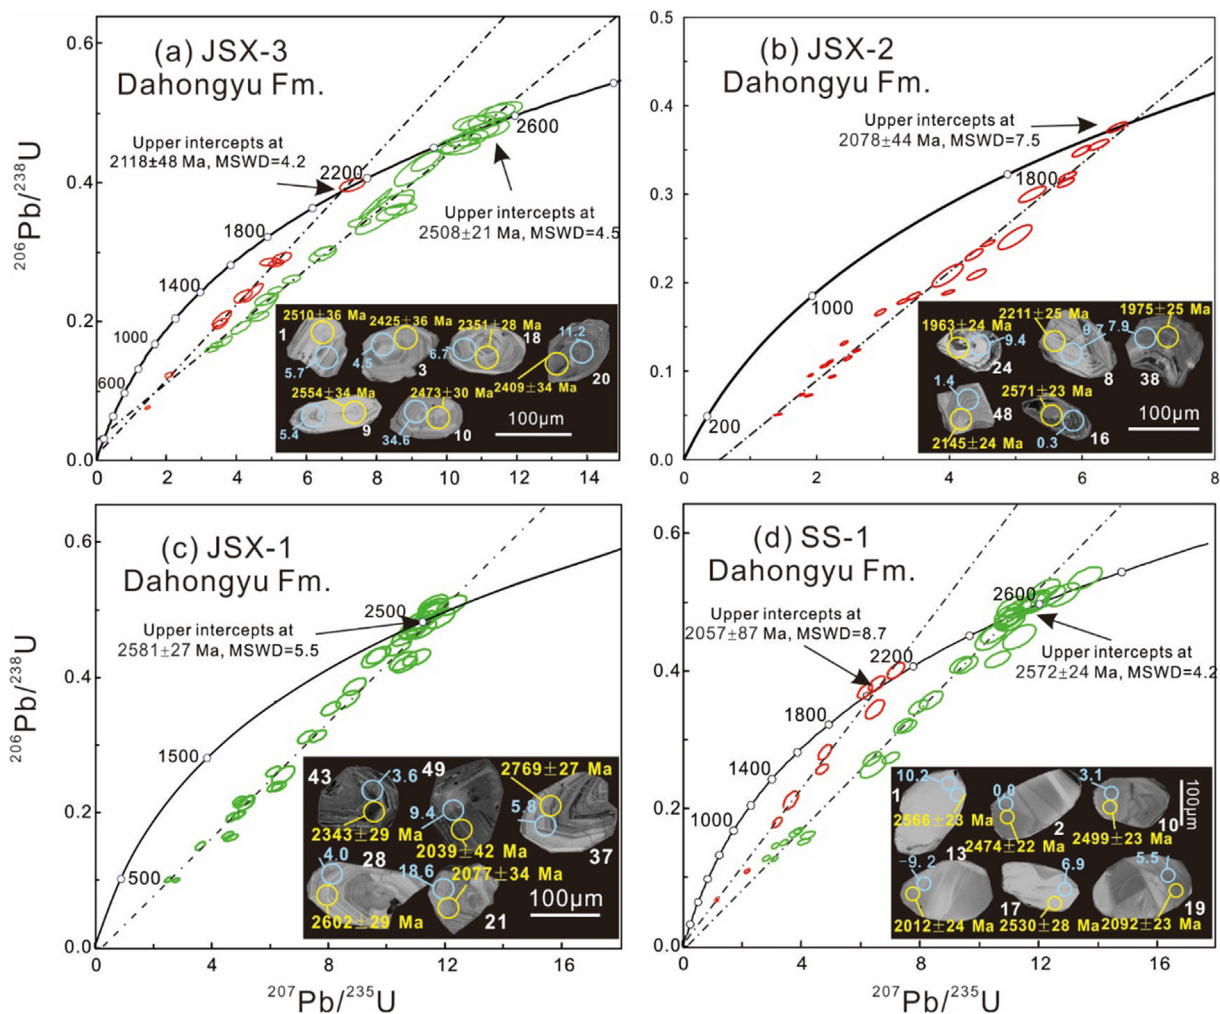 (a) JSX-3
Dahongyu Fm.
Upper intercepts at
2118±48 Ma, MSWD=4.2
Upper intercepts at
2508±21 Ma, MSWD=4.5
600
1000
1400
1800
2200
2600
2510±36 Ma
1
5.7
2425±36 Ma
4.5
3
2351±28 Ma
6.7
18
11.2
2409±34 Ma
20
2554±34 Ma
5.4
9
2473±30 Ma
34.6
10
100μm
0.6
0.4
0.2
0.0
0 2 4 6 8 10 12 14
206Pb/238U
(b) JSX-2
Dahongyu Fm.
Upper intercepts at
2078±44 Ma, MSWD=7.5
200
1000
1800
1963±24 Ma
9.4
24
2211±25 Ma
9.7
8
7.9
1975±25 Ma
38
1.4
48
2145±24 Ma
2571±23 Ma
0.3
16
100μm
0.5
0.4
0.3
0.2
0.1
0.0
0 2 4 6 8
(c) JSX-1
Dahongyu Fm.
Upper intercepts at
2581±27 Ma, MSWD=5.5
500
1500
2500
43
3.6
2343±29 Ma
49
9.4
2039±42 Ma
2769±27 Ma
5.8
37
4.0
28
2602±29 Ma
18.6
2077±34 Ma
21
100μm
0.6
0.4
0.2
0.0
0 4 8 12 16
206Pb/238U
207Pb/235U
(d) SS-1
Dahongyu Fm.
Upper intercepts at
2057±87 Ma, MSWD=8.7
Upper intercepts at
2572±24 Ma, MSWD=4.2
1000
1400
1800
2200
2600
10.2
1
2566±23 Ma
0.0
2
2474±22 Ma
3.1
10
2499±23 Ma
100μm
-9.2
13
2012±24 Ma
6.9
17
2530±28 Ma
5.5
19
2092±23 Ma
0.6
0.4
0.2
0.0
0 4 8 12 16
207Pb/235U